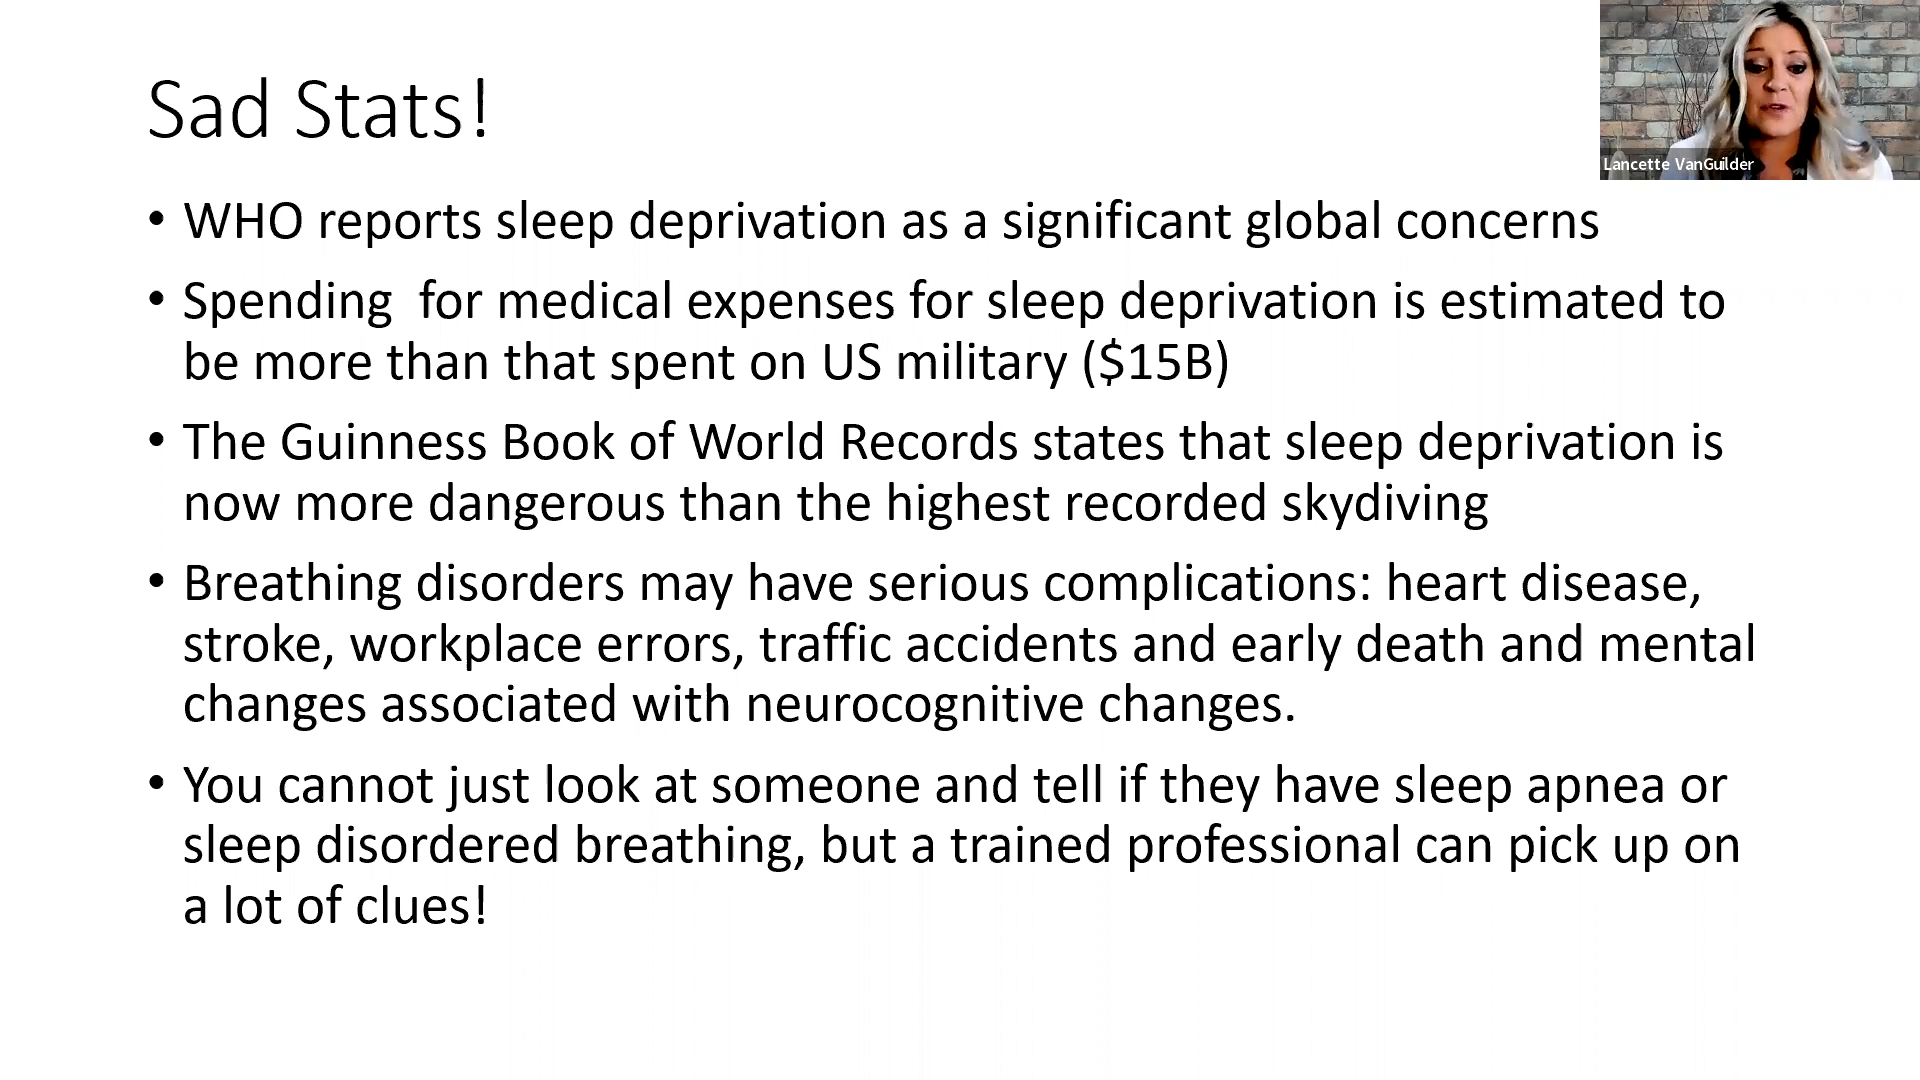 Sad Stats!
Lancette VanGuilder
• WHO reports sleep deprivation as a significant global concerns
• Spending  for medical expenses for sleep deprivation is estimated to
be more than that spent on US military ($15B)
• The Guinness Book of World Records states that sleep deprivation is
now more dangerous than the highest recorded skydiving
• Breathing disorders may have serious complications: heart disease,
stroke, workplace errors, traffic accidents and early death and mental
changes associated with neurocognitive changes.
• You cannot just look at someone and tell if they have sleep apnea or
sleep disordered breathing, but a trained professional can pick up on
a lot of clues!